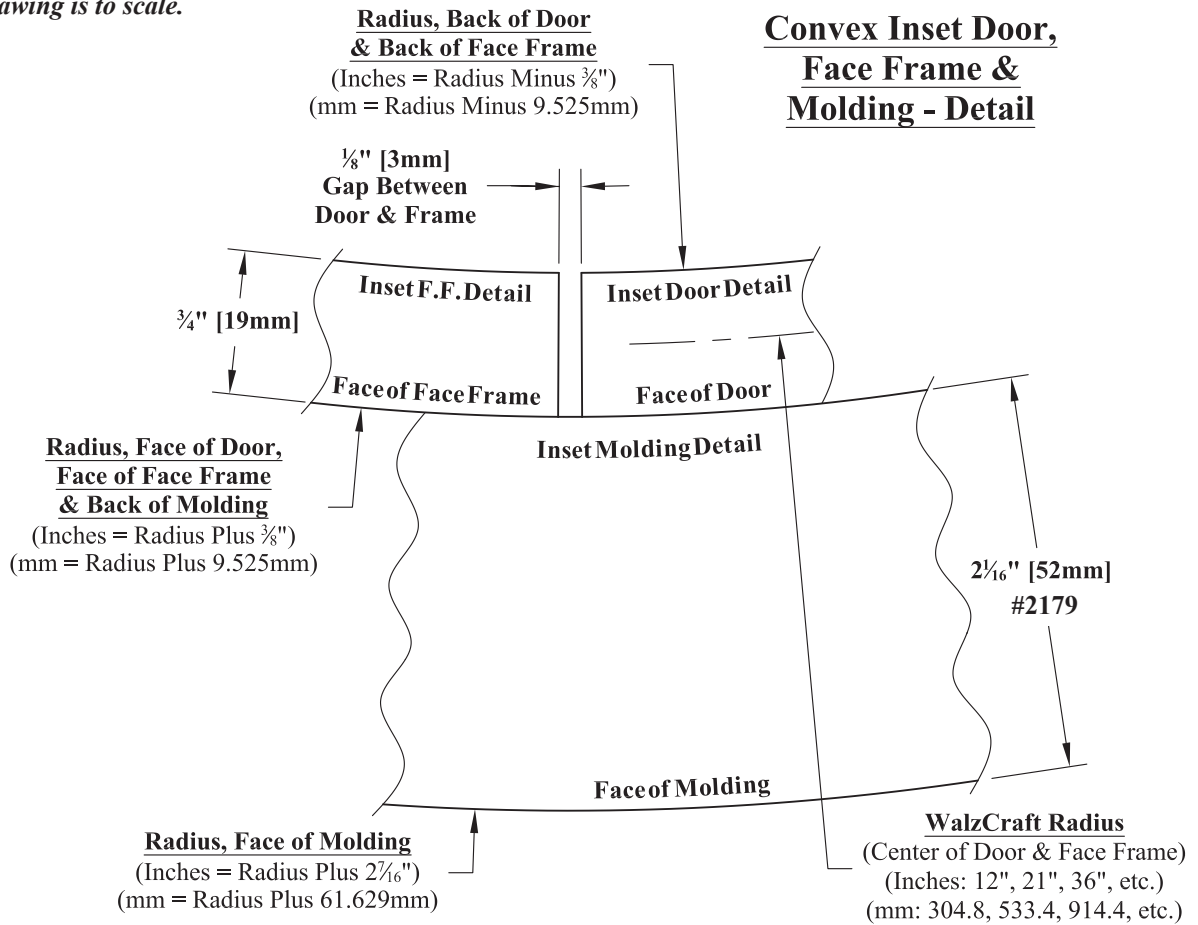 awing is to scale.
Radius, Back of Door
& Back of Face Frame
(Inches = Radius Minus ⅜")
(mm = Radius Minus 9.525mm)
Convex Inset Door,
Face Frame &
Molding - Detail
⅛" [3mm]
Gap Between
Door & Frame
Inset F.F. Detail
Inset Door Detail
¾" [19mm]
Face of Face Frame
Face of Door
Inset Molding Detail
Radius, Face of Door,
Face of Face Frame
& Back of Molding
(Inches = Radius Plus ⅜")
(mm = Radius Plus 9.525mm)
2 1/16" [52mm]
#2179
Face of Molding
Radius, Face of Molding
(Inches = Radius Plus 2 7/16")
(mm = Radius Plus 61.629mm)
WalzCraft Radius
(Center of Door & Face Frame)
(Inches: 12", 21", 36", etc.)
(mm: 304.8, 533.4, 914.4, etc.)